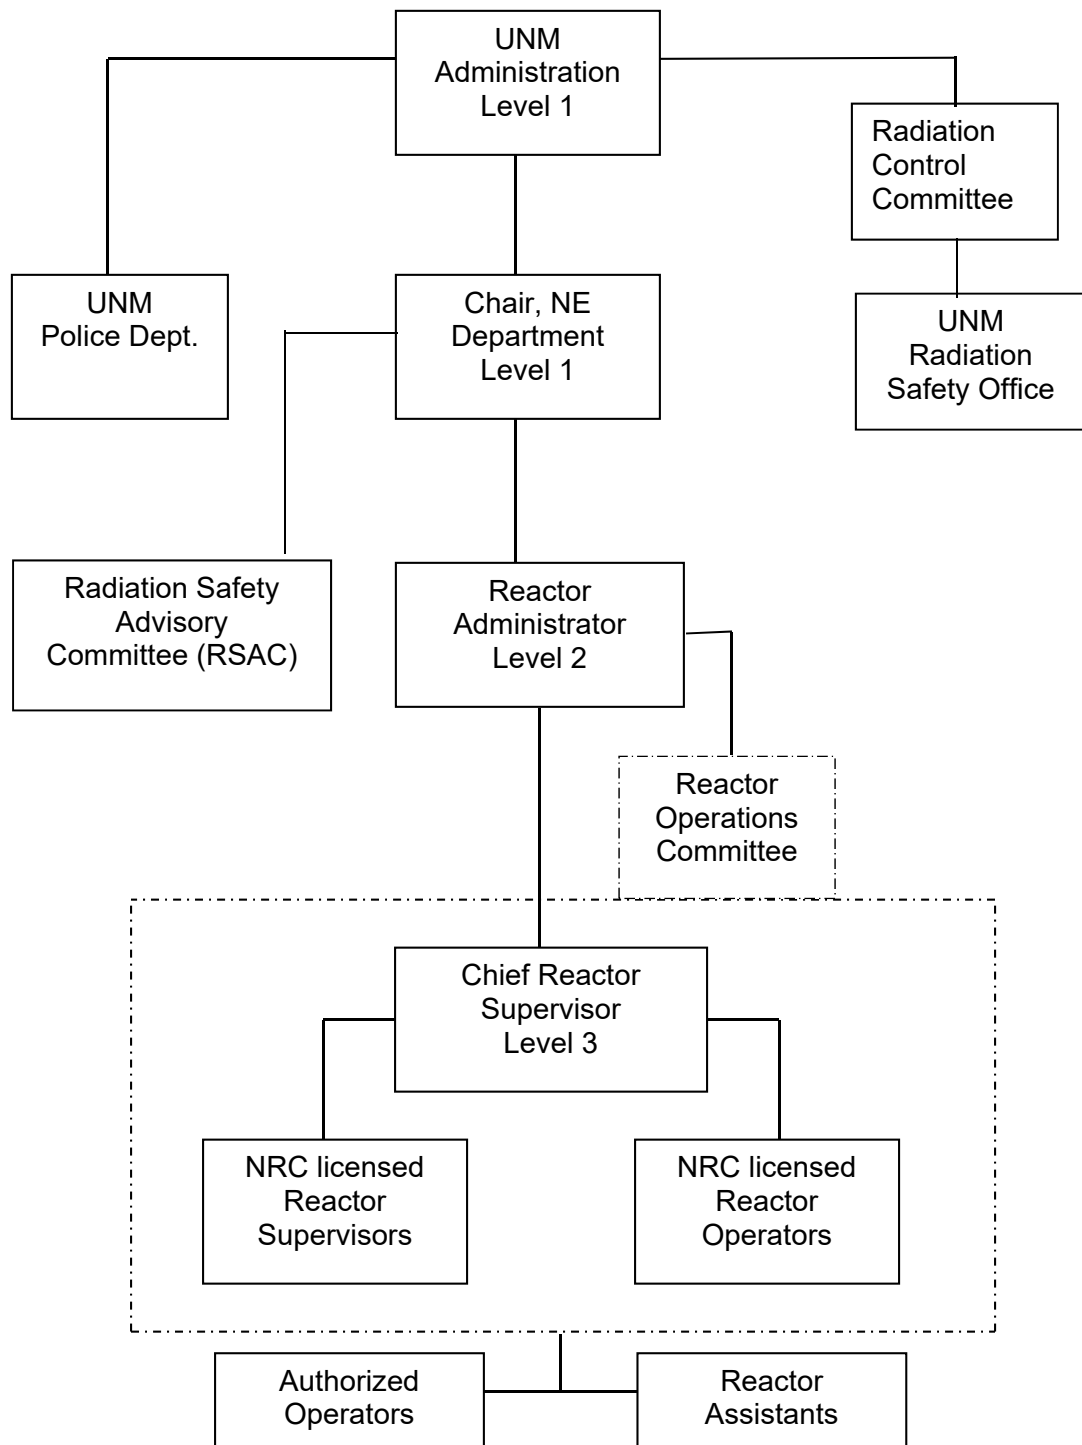 UNM
Administration
Level 1
Radiation
Control
Committee
UNM
Police Dept.
Chair, NE
Department
Level 1
UNM
Radiation
Safety Office
Radiation Safety
Advisory
Committee (RSAC)
Reactor
Administrator
Level 2
Reactor
Operations
Committee
Chief Reactor
Supervisor
Level 3
NRC licensed
Reactor
Supervisors
NRC licensed
Reactor
Operators
Authorized
Operators
Reactor
Assistants